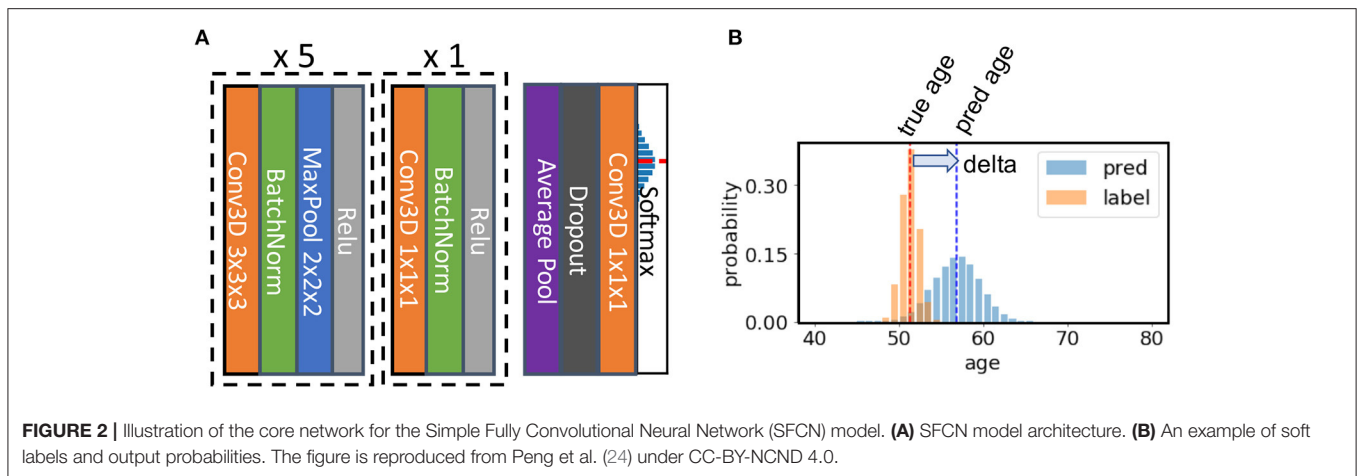 A
x 5
x 1
Conv3D 3x3x3
BatchNorm
MaxPool 2x2x2
Relu
Conv3D 1x1x1
BatchNorm
Relu
Average Pool
Dropout
Conv3D 1x1x1
Softmax
B
true age
pred age
delta
pred
label
probability
0.30
0.15
0.00
40
50
60
70
80
age
FIGURE 2 | Illustration of the core network for the Simple Fully Convolutional Neural Network (SFCN) model. (A) SFCN model architecture. (B) An example of soft
labels and output probabilities. The figure is reproduced from Peng et al. (24) under CC-BY-NCND 4.0.